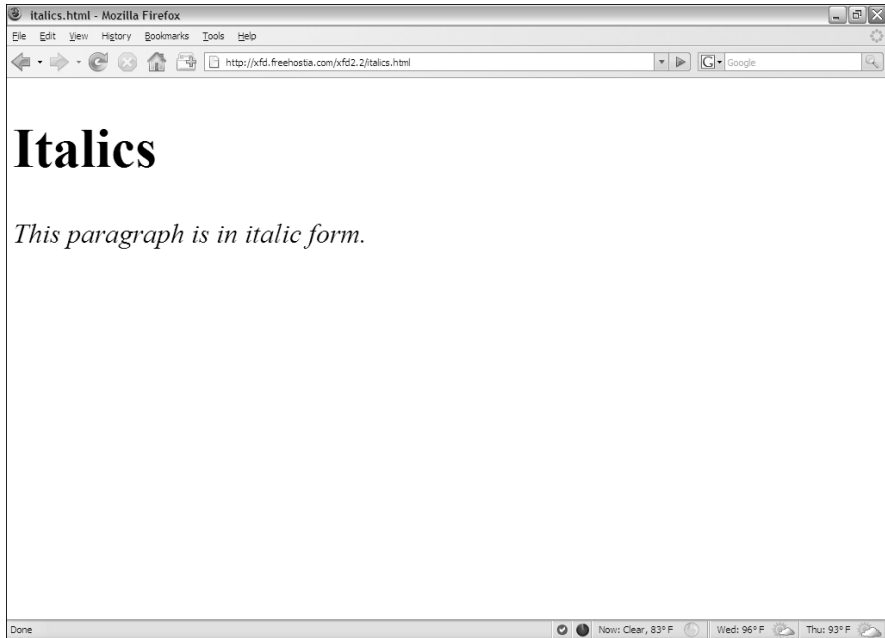 italics.html - Mozilla Firefox
File Edit View History Bookmarks Tools Help
http://xfd.freehostia.com/xfd2.2/italics.html G Google
Italics
This paragraph is in italic form.
Done Now: Clear, 83° F Wed: 96° F Thu: 93° F